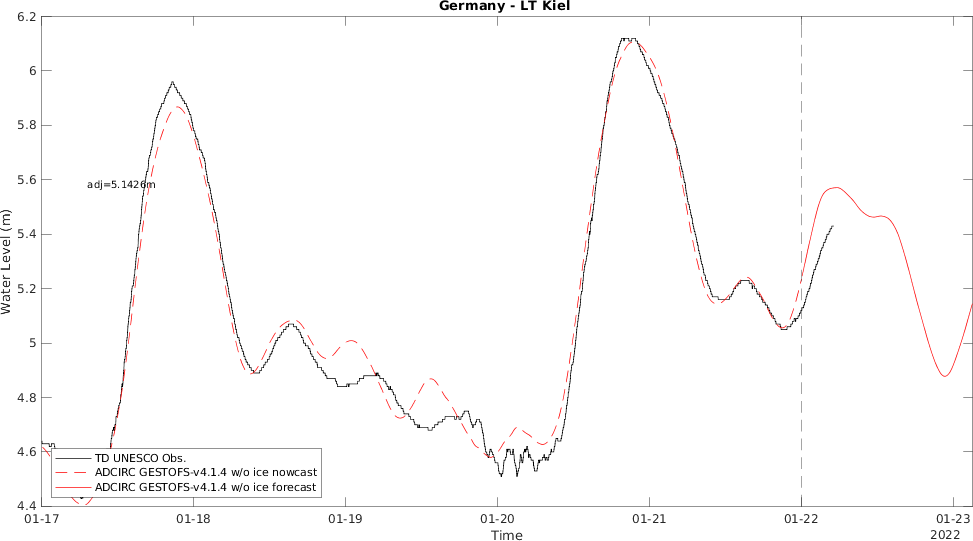 Germany - LT Kiel
6.2
6
5.8
5.6
5.4
5.2
5
4.8
4.6
4.4
Water Level (m)
adj=5.1426m
TD UNESCO Obs.
ADCIRC GESTOFS-v4.1.4 w/o ice nowcast
ADCIRC GESTOFS-v4.1.4 w/o ice forecast
01-17 01-18 01-19 01-20 01-21 01-22 01-23
2022
Time